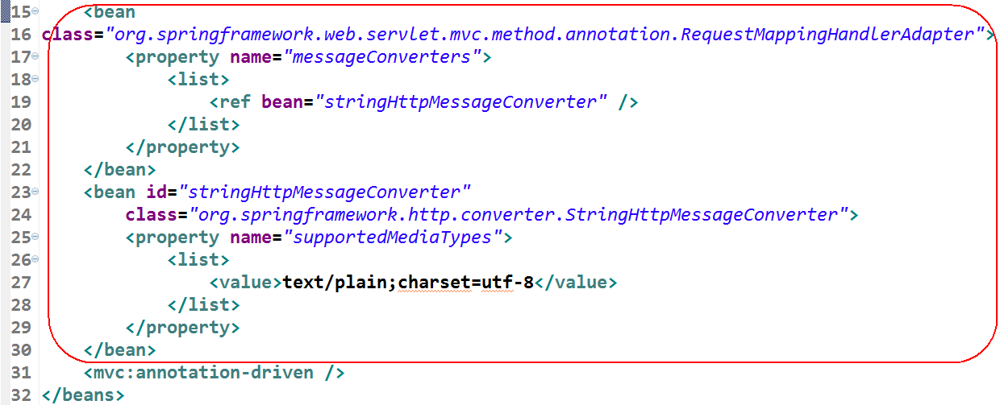 15 <bean
16 class="org.springframework.web.servlet.mvc.method.annotation.RequestMappingHandlerAdapter">
17 <property name="messageConverters">
18 <list>
19 <ref bean="stringHttpMessageConverter" />
20 </list>
21 </property>
22 </bean>
23 <bean id="stringHttpMessageConverter"
24 class="org.springframework.http.converter.StringHttpMessageConverter">
25 <property name="supportedMediaTypes">
26 <list>
27 <value>text/plain;charset=utf-8</value>
28 </list>
29 </property>
30 </bean>
31 <mvc:annotation-driven />
32 </beans>